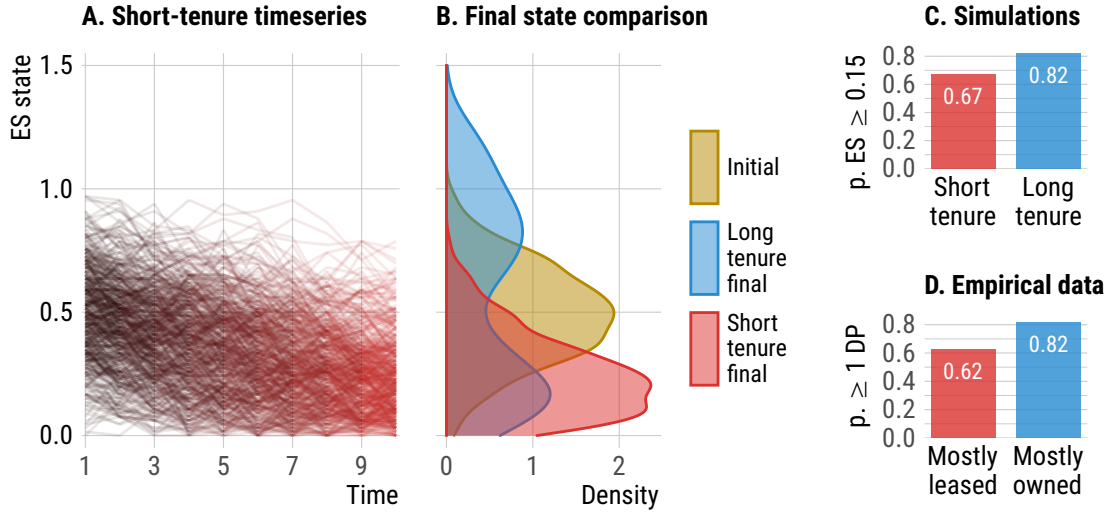 A. Short-tenure timeseries
ES state
1.5
1.0
0.5
0.0
1
3
5
7
9
Time
B. Final state comparison
0
1
2
Density
Initial
Long
tenure
final
Short
tenure
final
C. Simulations
p. ES ≥ 0.15
0.8
0.6
0.4
0.2
0.0
0.67
0.82
Short
tenure
Long
tenure
D. Empirical data
p. ≥ 1 DP
0.8
0.6
0.4
0.2
0.0
0.62
0.82
Mostly
leased
Mostly
owned